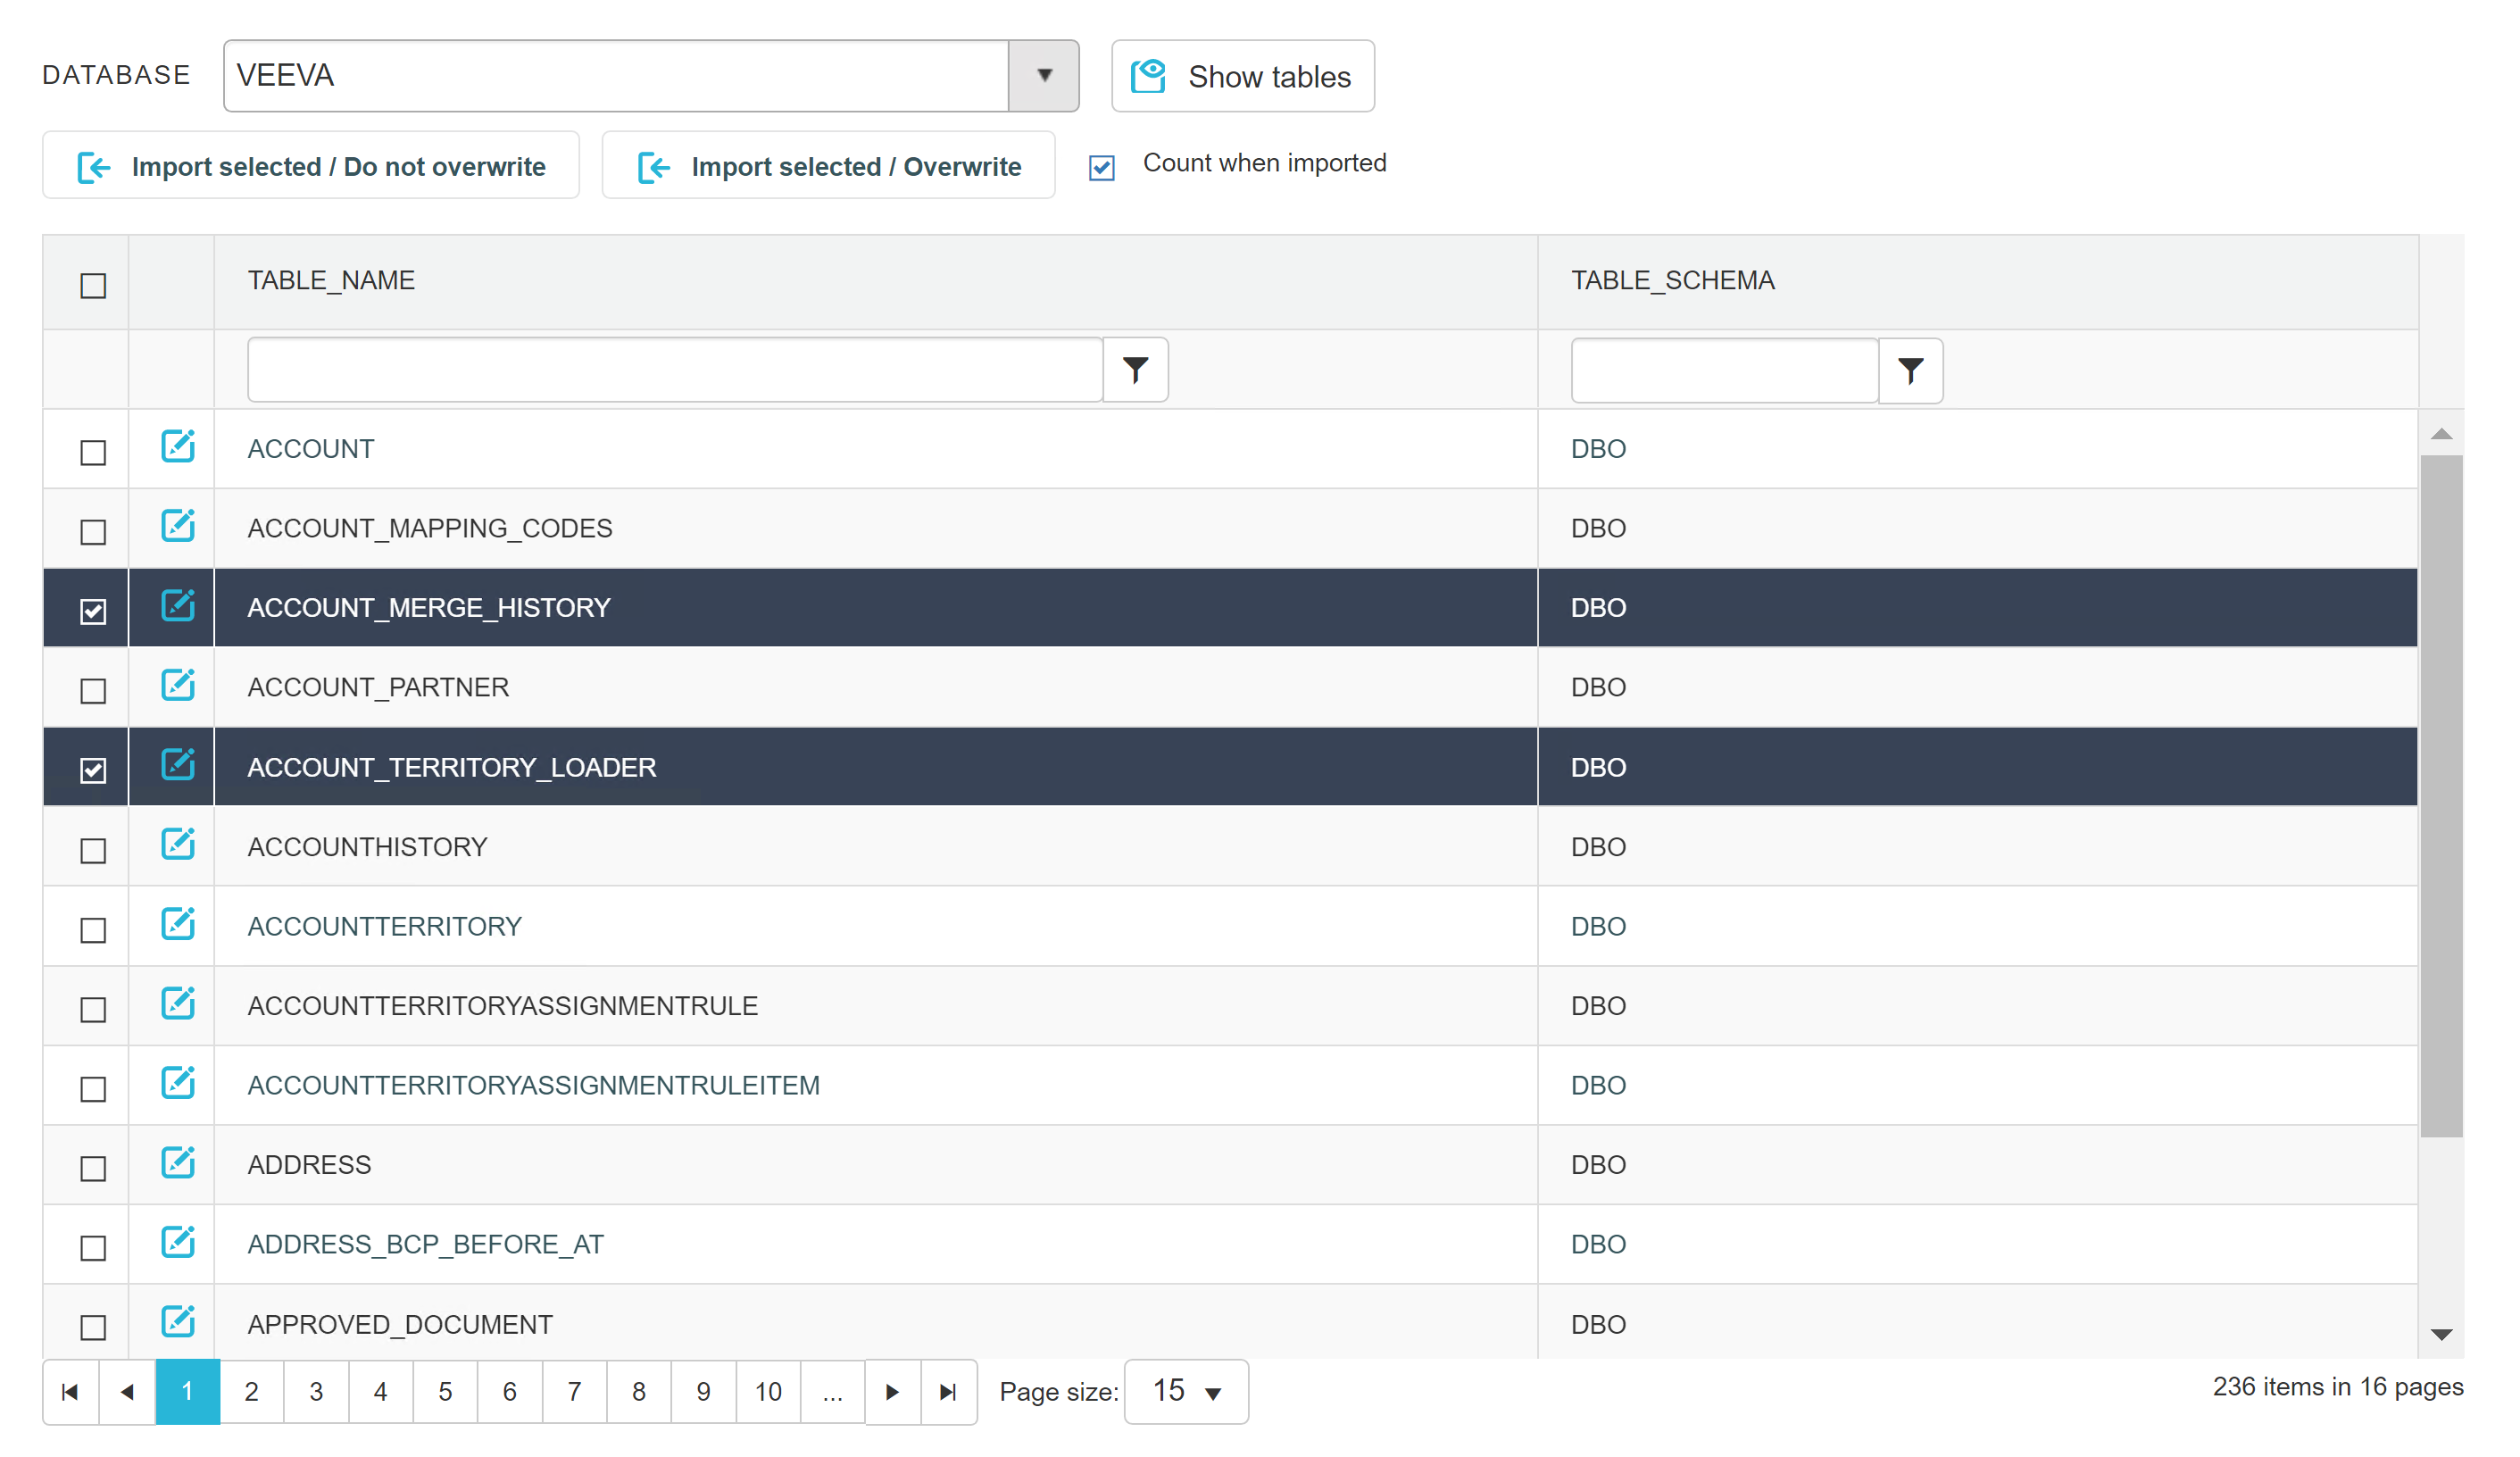 DATABASE VEEVA Show tables
Import selected / Do not overwrite Import selected / Overwrite Count when imported
TABLE_NAME TABLE_SCHEMA
ACCOUNT DBO
ACCOUNT_MAPPING_CODES DBO
ACCOUNT_MERGE_HISTORY DBO
ACCOUNT_PARTNER DBO
ACCOUNT_TERRITORY_LOADER DBO
ACCOUNTHISTORY DBO
ACCOUNTTERRITORY DBO
ACCOUNTTERRITORYASSIGNMENTRULE DBO
ACCOUNTTERRITORYASSIGNMENTRULEITEM DBO
ADDRESS DBO
ADDRESS_BCP_BEFORE_AT DBO
APPROVED_DOCUMENT DBO
1 2 3 4 5 6 7 8 9 10 ... Page size: 15 236 items in 16 pages